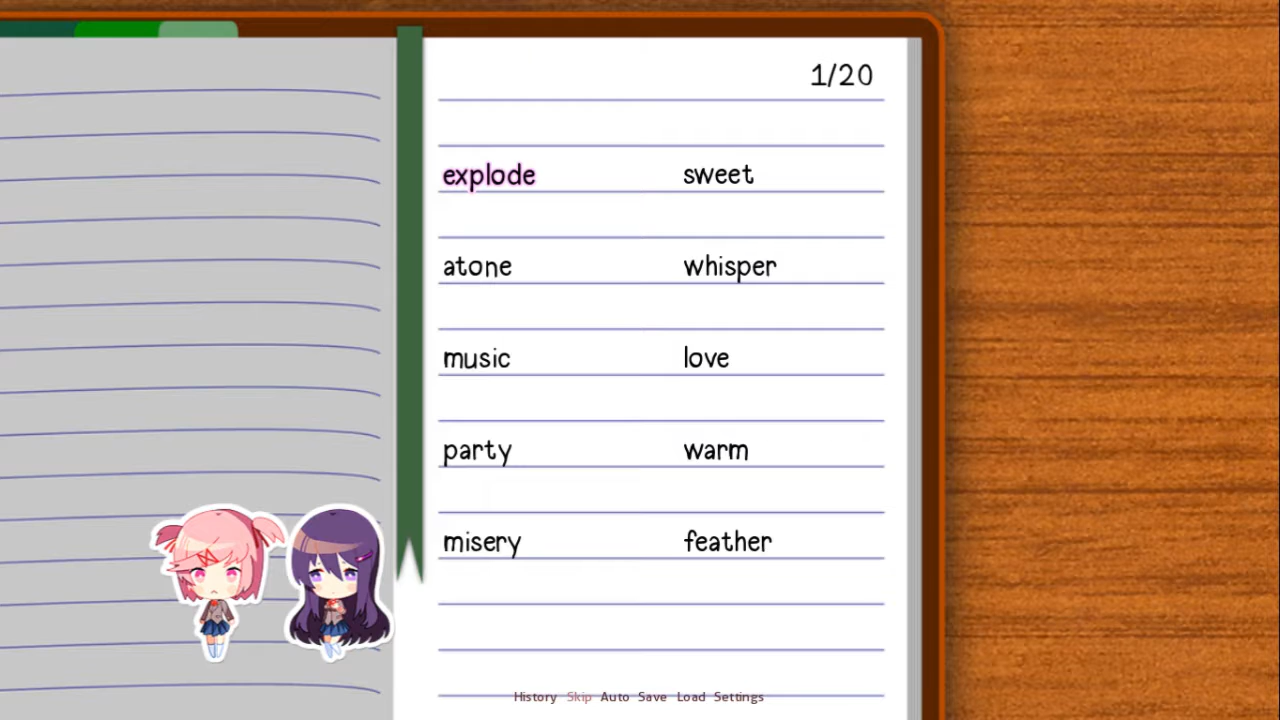 1/20
explode sweet
atone whisper
music love
party warm
misery feather
History Skip Auto Save Load Settings